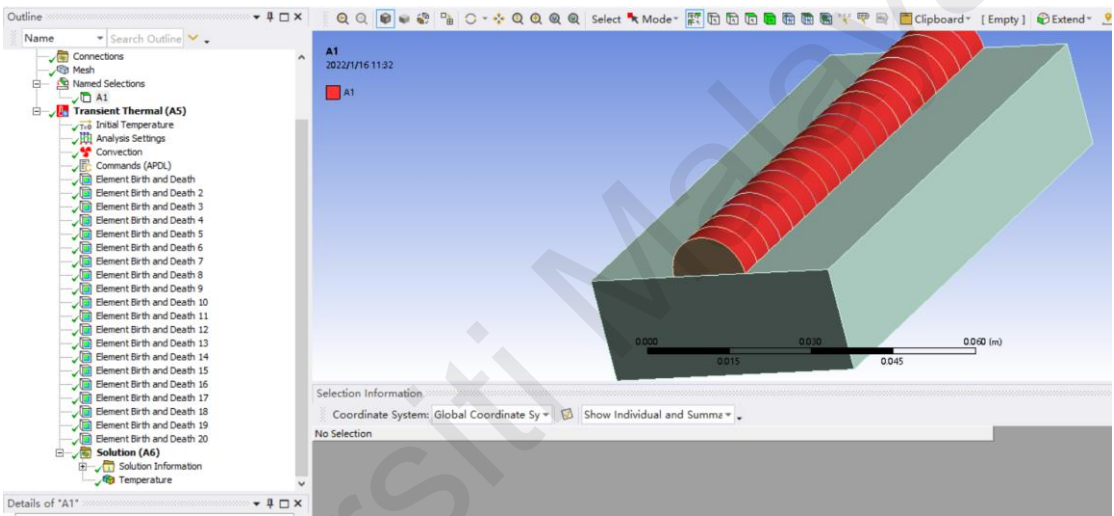 Outline
Name
Search Outline
Connections
Mesh
Named Selections
A1
Transient Thermal (A5)
T=0 Initial Temperature
Analysis Settings
Convection
Commands (APDL)
Element Birth and Death
Element Birth and Death 2
Element Birth and Death 3
Element Birth and Death 4
Element Birth and Death 5
Element Birth and Death 6
Element Birth and Death 7
Element Birth and Death 8
Element Birth and Death 9
Element Birth and Death 10
Element Birth and Death 11
Element Birth and Death 12
Element Birth and Death 13
Element Birth and Death 14
Element Birth and Death 15
Element Birth and Death 16
Element Birth and Death 17
Element Birth and Death 18
Element Birth and Death 19
Element Birth and Death 20
Solution (A6)
Solution Information
Temperature
Details of "A1"
Select Mode Clipboard [ Empty ] Extend
A1
2022/1/16 11:32
A1
0.000 0.030 0.060 (m)
0.015 0.045
Selection Information
Coordinate System: Global Coordinate Sy Show Individual and Summa
No Selection
rsiti Malaya